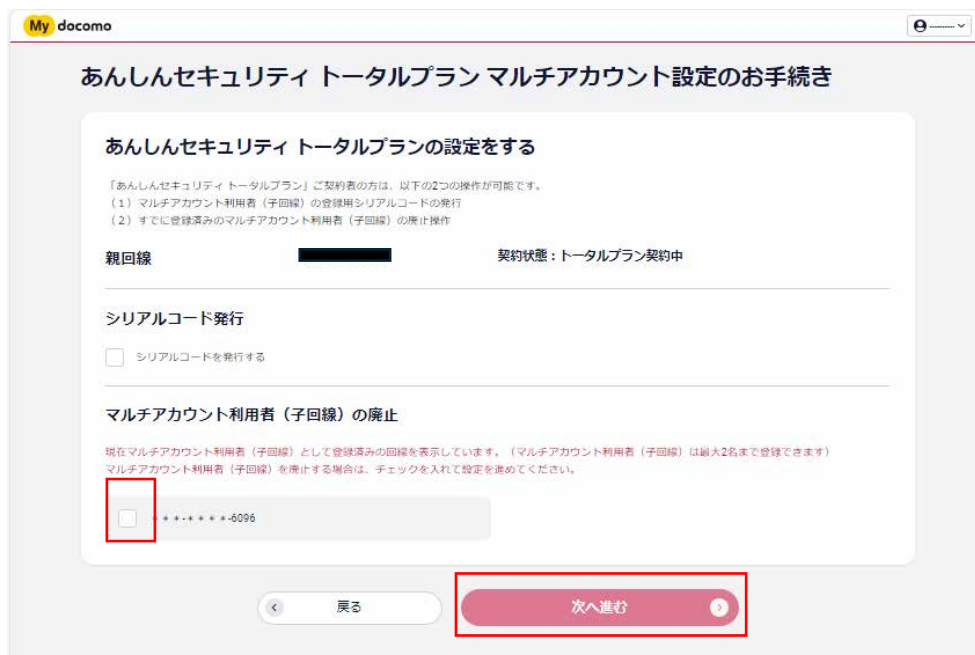 My docomo
あんしんセキュリティ トータルプラン マルチアカウント設定のお手続き
あんしんセキュリティ トータルプランの設定をする
「あんしんセキュリティ トータルプラン」ご契約者の方は、以下の2つの操作が可能です。
（1）マルチアカウント利用者（子回線）の登録用シリアルコードの発行
（2）すでに登録済みのマルチアカウント利用者（子回線）の廃止操作
親回線 契約状態：トータルプラン契約中
シリアルコード発行
シリアルコードを発行する
マルチアカウント利用者（子回線）の廃止
現在マルチアカウント利用者（子回線）として登録済みの回線を表示しています。（マルチアカウント利用者（子回線）は最大2名まで登録できます）
マルチアカウント利用者（子回線）を廃止する場合は、チェックを入れて設定を進めてください。
＊＊＊-＊＊＊＊-6096
戻る
次へ進む